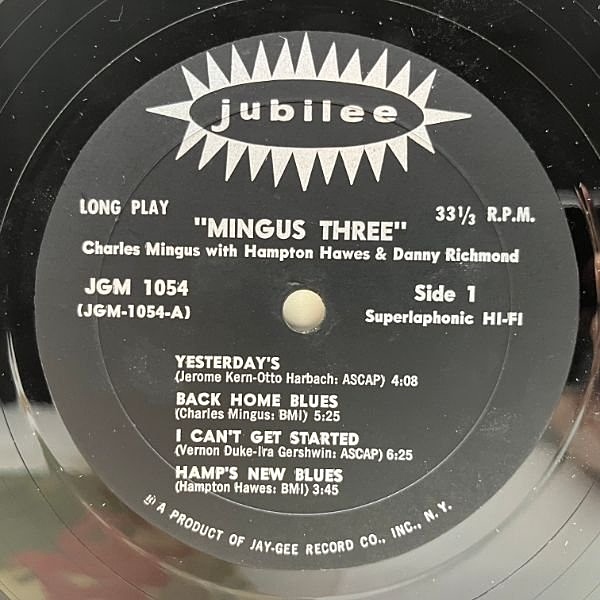 jubilee
LONG PLAY
33 1/3 R.P.M.
"MINGUS THREE"
Charles Mingus with Hampton Hawes & Danny Richmond
JGM 1054
(JGM-1054-A)
Side 1
Superlaphonic HI-FI
YESTERDAY'S
(Jerome Kern-Otto Harbach: ASCAP) 4:08
BACK HOME BLUES
(Charles Mingus: BMI) 5:25
I CAN'T GET STARTED
(Vernon Duke-Ira Gershwin: ASCAP) 6:25
HAMP'S NEW BLUES
(Hampton Hawes: BMI) 3:45
A PRODUCT OF JAY-GEE RECORD CO., INC., N. Y.